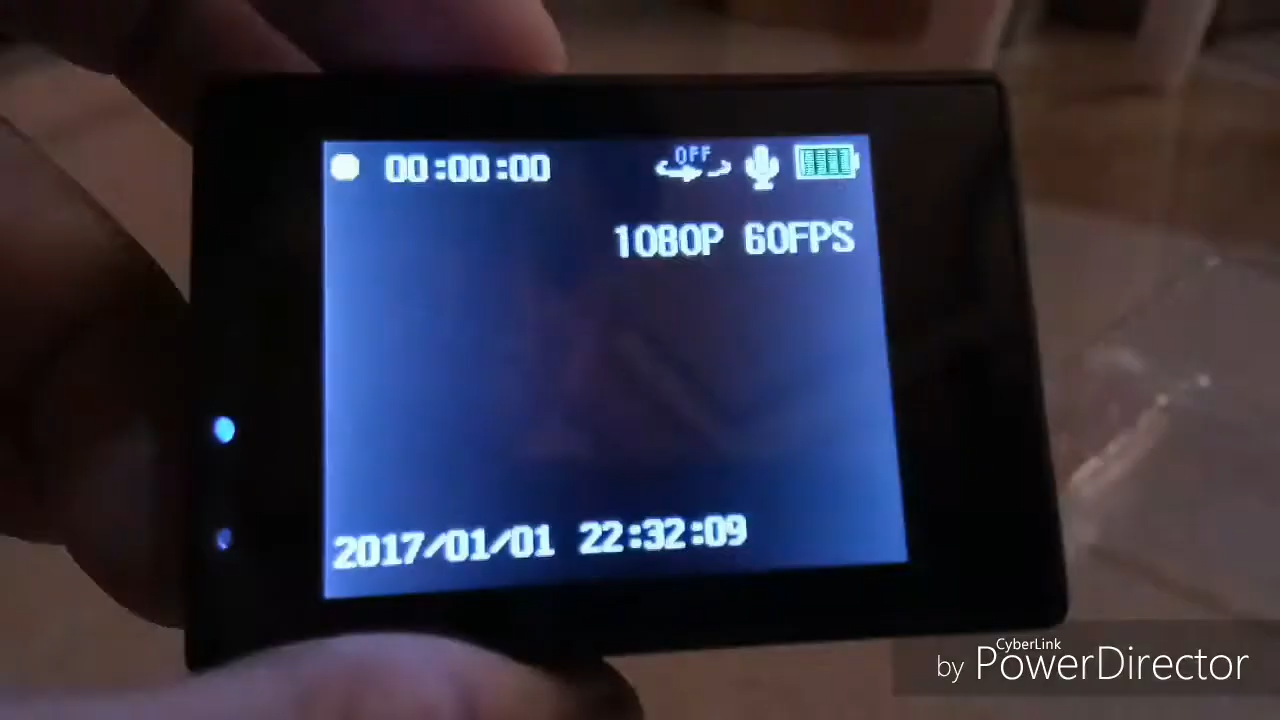 00:00:00 OFF
1080P 60FPS
2017/01/01 22:32:09
CyberLink
by PowerDirector